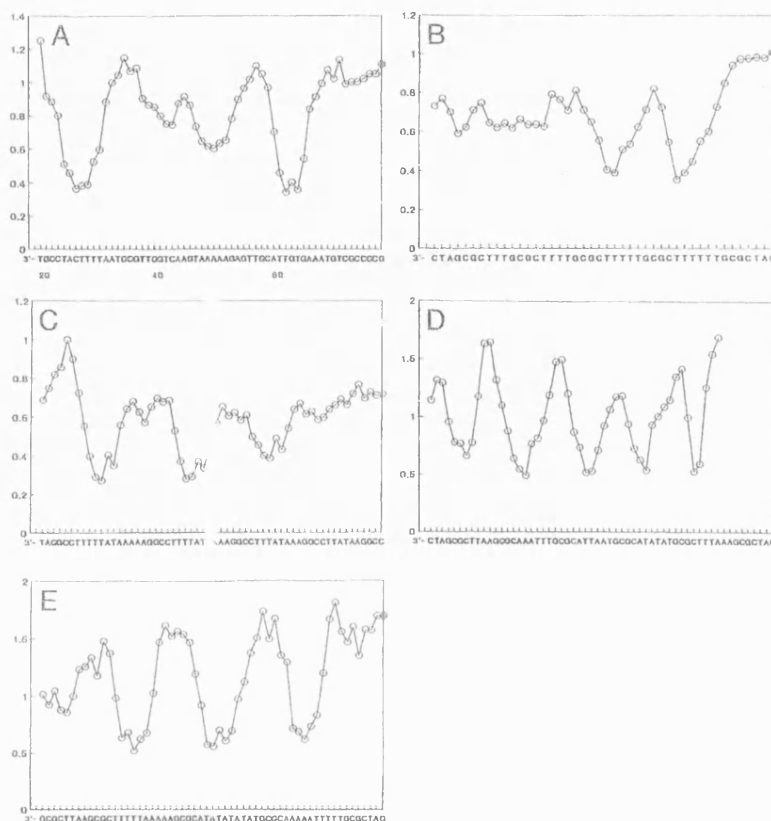 A
1.4
1.2
1
0.8
0.6
0.4
0.2
0
3'- TGCCTACTTTTAATGCGTTGGTCAAGTAAAAAGAGTTGCATTGTGAAATGTCGCCGCG
20 40 60
B
1.2
1
0.8
0.6
0.4
0.2
0
3'- CTAGCGCTTTGCGCTTTTGCGCTTTTTGCGCTTTTTTGCGCTAG
C
1.2
1
0.8
0.6
0.4
0.2
0
3'- TAGGCCTTTTTATAAAAAGGCCTTTTAT AAGGCCTTTATAAAGGCCTTATAAGGCC
D
2
1.5
1
0.5
0
3'- CTAGCGCTTAAGCGCAAATTTGCGCATTAATGCGCATATATGCGCTTTAAAGCGCTAG
E
2
1.5
1
0.5
0
3'- GCGCTTAAGCGCTTTTTAAAAAGCGCATATATATATGCGCAAAAATTTTTGCGCTAG